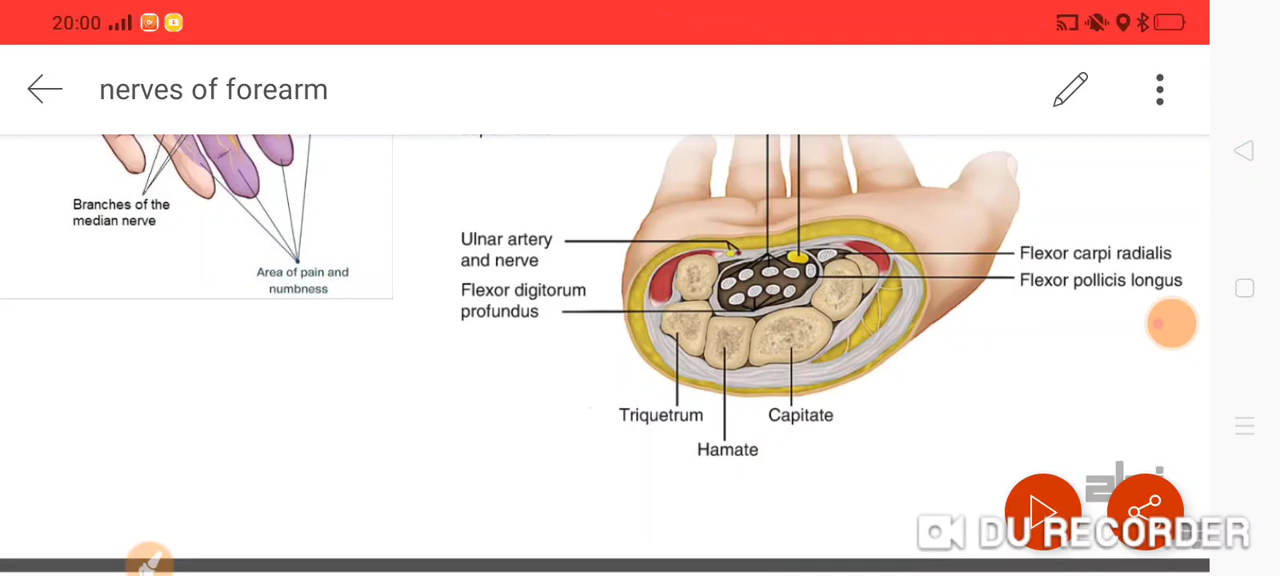 20:00
nerves of forearm
Branches of the
median nerve
Area of pain and
numbness
Ulnar artery
and nerve
Flexor digitorum
profundus
Flexor carpi radialis
Flexor pollicis longus
Triquetrum
Capitate
Hamate
DU RECORDER